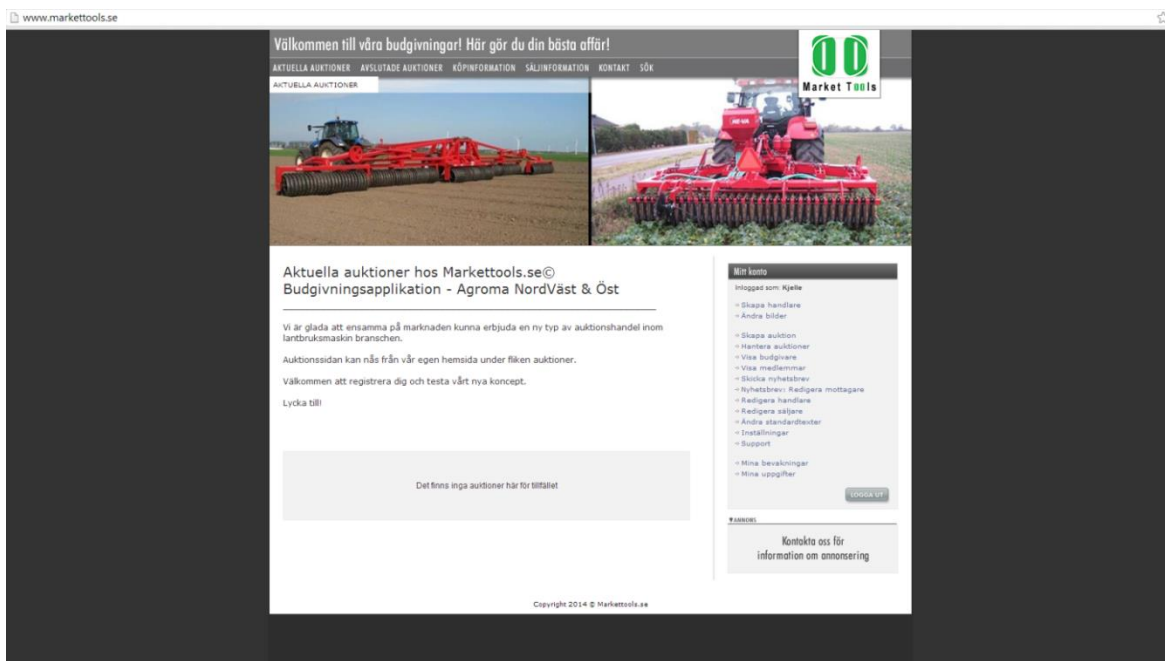 www.markettools.se
Välkommen till våra budgivningar! Här gör du din bästa affär!
AKTUELLA AUKTIONER AVSLUTADE AUKTIONER KÖPINFORMATION SÄLJINFORMATION KONTAKT SÖK
Market Tools
AKTUELLA AUKTIONER
Aktuella auktioner hos Markettools.se©
Budgivningsapplikation - Agroma NordVäst & Öst
Vi är glada att ensamma på marknaden kunna erbjuda en ny typ av auktionshandel inom
lantbruksmaskin branschen.
Auktionssidan kan nås från vår egen hemsida under fliken auktioner.
Välkommen att registrera dig och testa vårt nya koncept.
Lycka till!
Det finns inga auktioner här för tillfället
Mitt konto
Inloggad som: Kjelle
Skapa handlare
Ändra bilder
Skapa auktion
Hantera auktioner
Visa budgivare
Visa medlemmar
Skicka nyhetsbrev
Nyhetsbrev: Redigera mottagare
Redigera handlare
Redigera säljare
Ändra standardtexter
Inställningar
Support
Mina bevakningar
Mina uppgifter
LOGGA UT
ANNONS
Kontakta oss för
information om annonsering
Copyright 2014 © Markettools.se